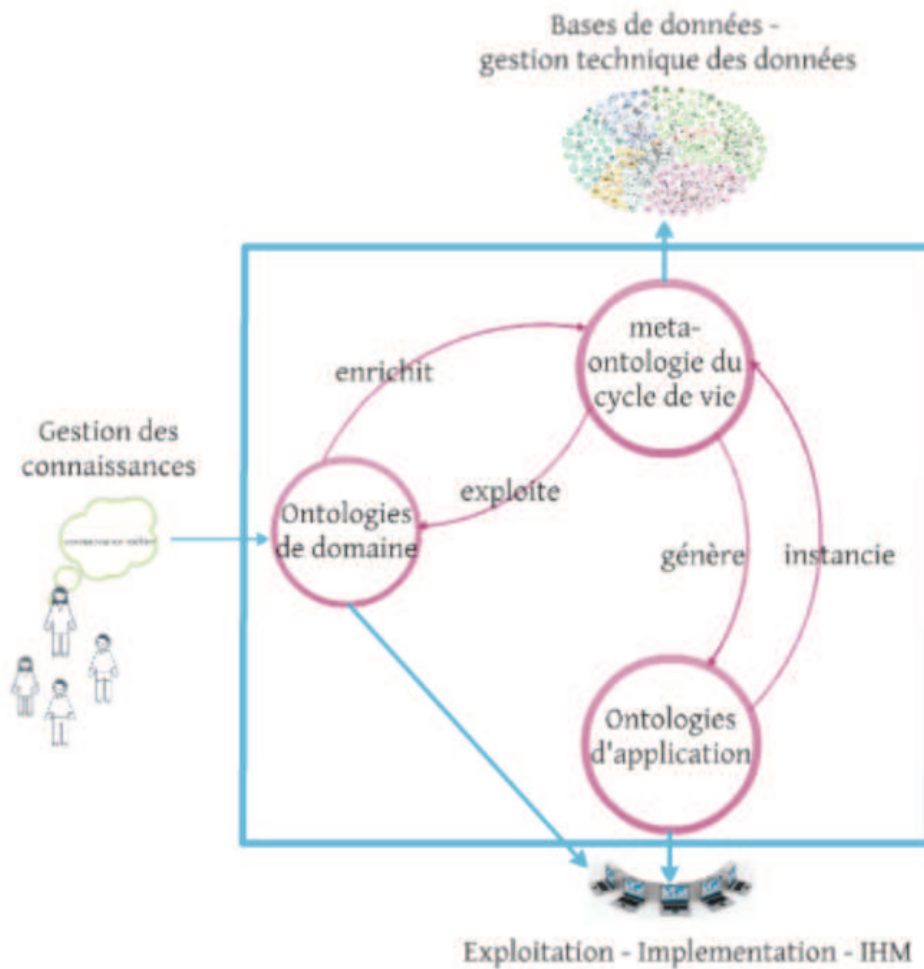 Bases de données -
gestion technique des données
meta-
ontologie du
cycle de vie
enrichit
Gestion des
connaissances
exploite
Ontologies
de domaine
génère
instancie
Ontologies
d'application
Exploitation - Implementation - IHM